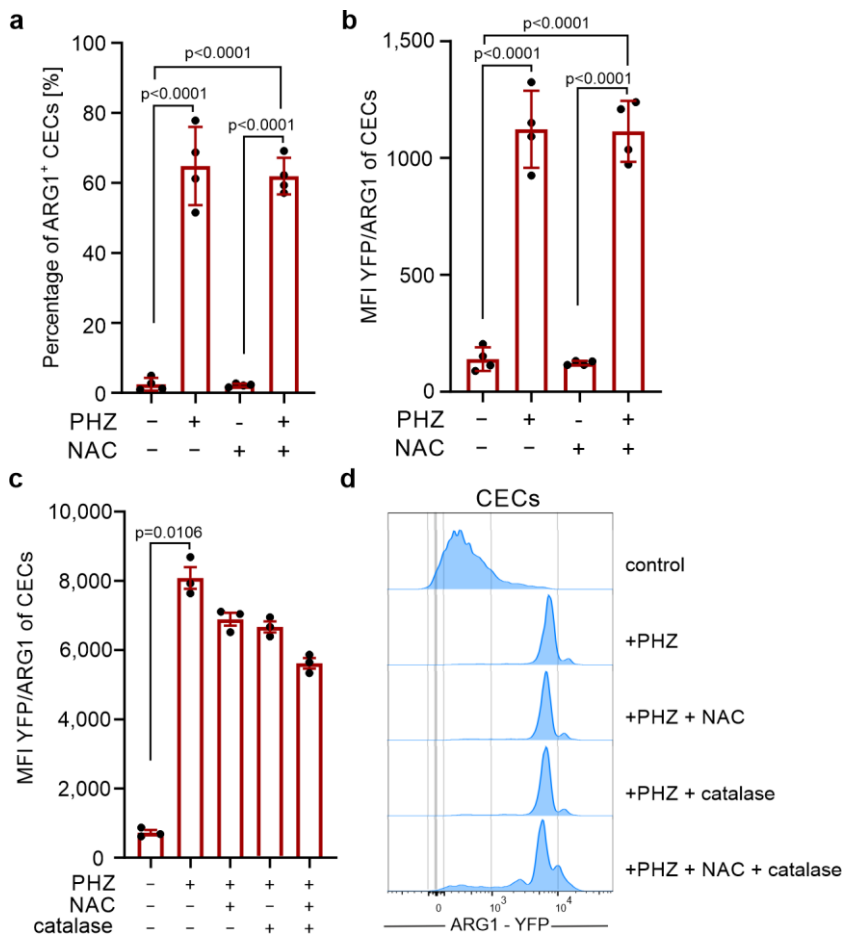 a
Percentage of ARG1⁺ CECs [%]
100
80
60
40
20
0
p<0.0001
p<0.0001
p<0.0001
PHZ – + - +
NAC – – + +
b
MFI YFP/ARG1 of CECs
1,500
1000
500
0
p<0.0001
p<0.0001
p<0.0001
PHZ – + - +
NAC – – + +
c
MFI YFP/ARG1 of CECs
10,000
8,000
6,000
4,000
2,000
0
p=0.0106
PHZ – + + + +
NAC – – + – +
catalase – – – + +
d
CECs
control
+PHZ
+PHZ + NAC
+PHZ + catalase
+PHZ + NAC + catalase
0 10³ 10⁴
ARG1 - YFP